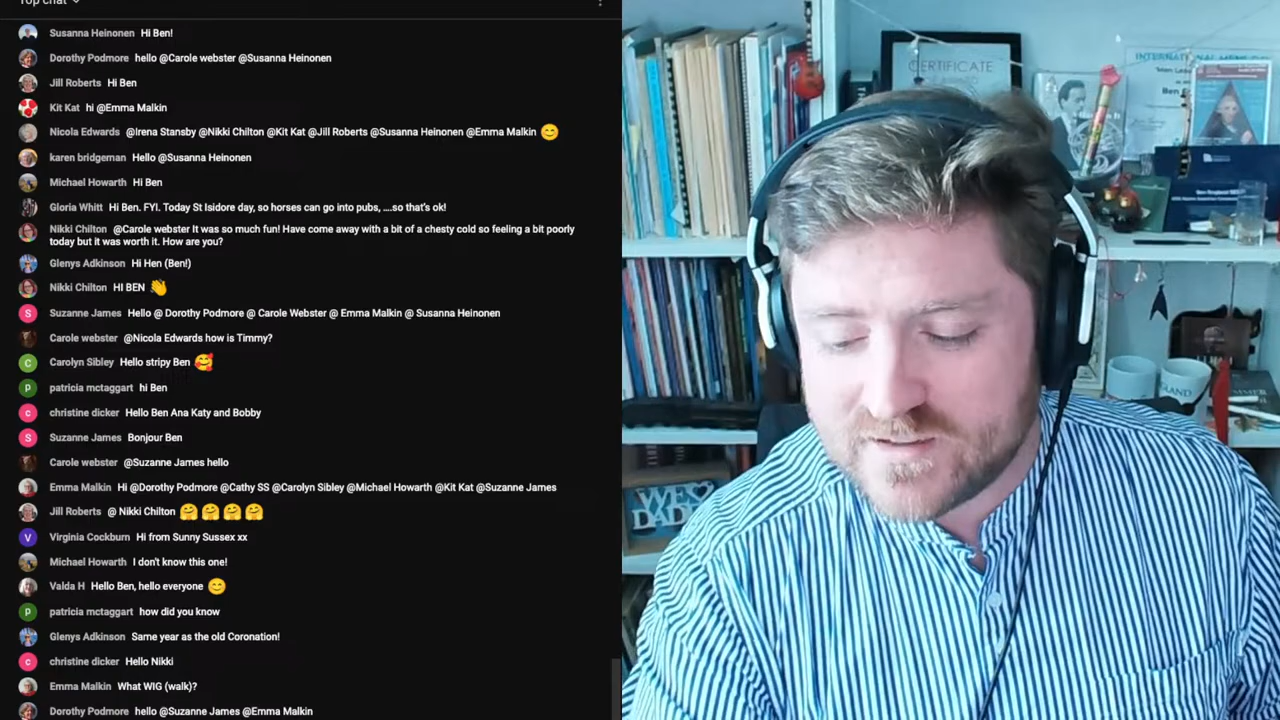 Top chat
Susanna Heinonen Hi Ben!
Dorothy Podmore hello @Carole webster @Susanna Heinonen
Jill Roberts Hi Ben
Kit Kat hi @Emma Malkin
Nicola Edwards @Irena Stansby @Nikki Chilton @Kit Kat @Jill Roberts @Susanna Heinonen @Emma Malkin 😊
karen bridgeman Hello @Susanna Heinonen
Michael Howarth Hi Ben
Gloria Whitt Hi Ben. FYI. Today St Isidore day, so horses can go into pubs, ....so that's ok!
Nikki Chilton @Carole webster It was so much fun! Have come away with a bit of a chesty cold so feeling a bit poorly
today but it was worth it. How are you?
Glenys Adkinson Hi Hen (Ben!)
Nikki Chilton HI BEN 👋
S Suzanne James Hello @ Dorothy Podmore @ Carole Webster @ Emma Malkin @ Susanna Heinonen
Carole webster @Nicola Edwards how is Timmy?
C Carolyn Sibley Hello stripy Ben 🥰
p patricia mctaggart hi Ben
c christine dicker Hello Ben Ana Katy and Bobby
S Suzanne James Bonjour Ben
Carole webster @Suzanne James hello
Emma Malkin Hi @Dorothy Podmore @Cathy SS @Carolyn Sibley @Michael Howarth @Kit Kat @Suzanne James
Jill Roberts @ Nikki Chilton 🤗🤗🤗🤗
V Virginia Cockburn Hi from Sunny Sussex xx
Michael Howarth I don't know this one!
Valda H Hello Ben, hello everyone 😊
p patricia mctaggart how did you know
Glenys Adkinson Same year as the old Coronation!
c christine dicker Hello Nikki
Emma Malkin What WIG (walk)?
Dorothy Podmore hello @Suzanne James @Emma Malkin
CERTIFICATE
INTERNATIONAL
WE
DAD